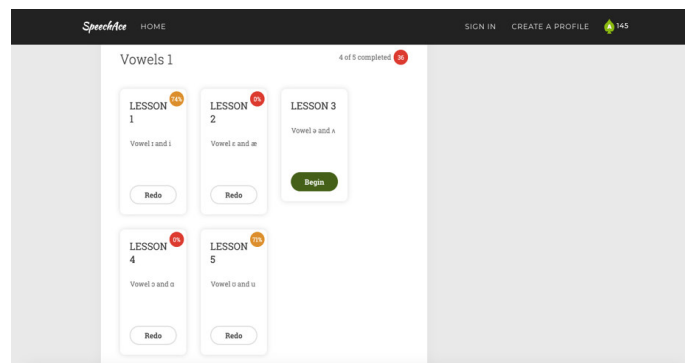 SpeechAce HOME SIGN IN CREATE A PROFILE 145
Vowels 1 4 of 5 completed 36
LESSON 1 74%
Vowel ɪ and i
Redo
LESSON 2 0%
Vowel ɛ and æ
Redo
LESSON 3
Vowel ə and ʌ
Begin
LESSON 4 0%
Vowel ɔ and ɑ
Redo
LESSON 5 71%
Vowel ʊ and u
Redo